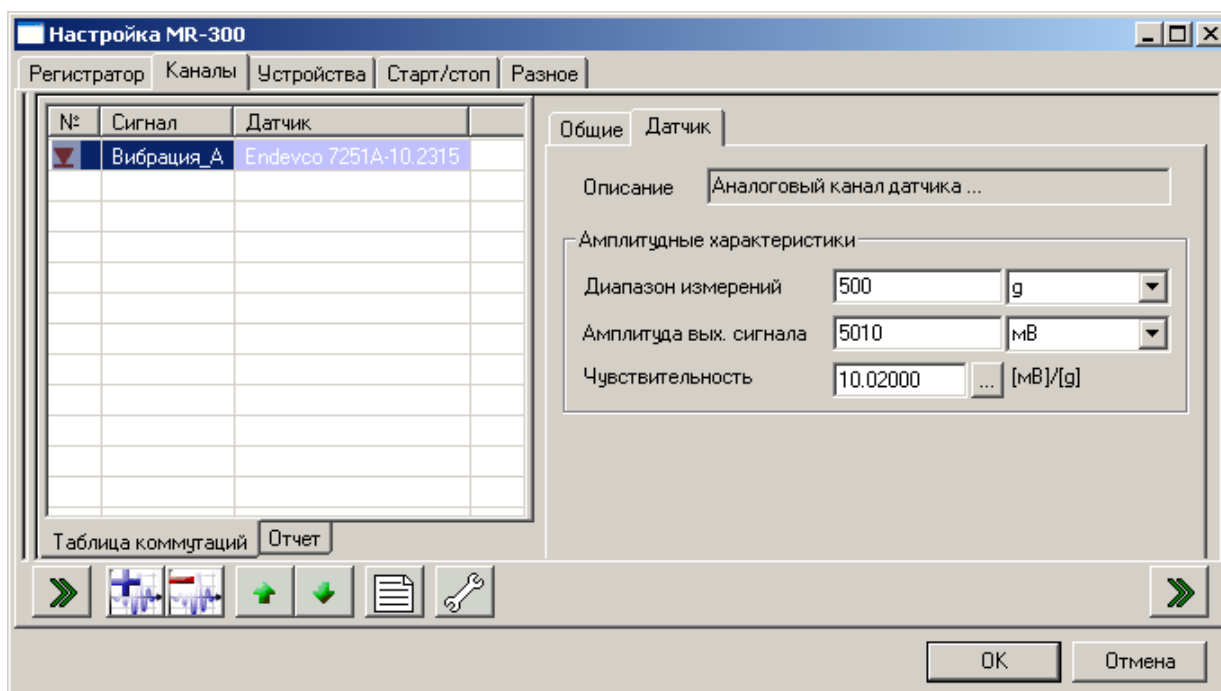 Настройка MR-300
Регистратор Каналы Устройства Старт/стоп Разное
№ Сигнал Датчик
Вибрация_A Endevco 7251A-10.2315
Таблица коммутаций Отчет
Общие Датчик
Описание Аналоговый канал датчика ...
Амплитудные характеристики
Диапазон измерений 500 g
Амплитуда вых. сигнала 5010 мВ
Чувствительность 10.02000 ... [мВ]/[g]
OK Отмена